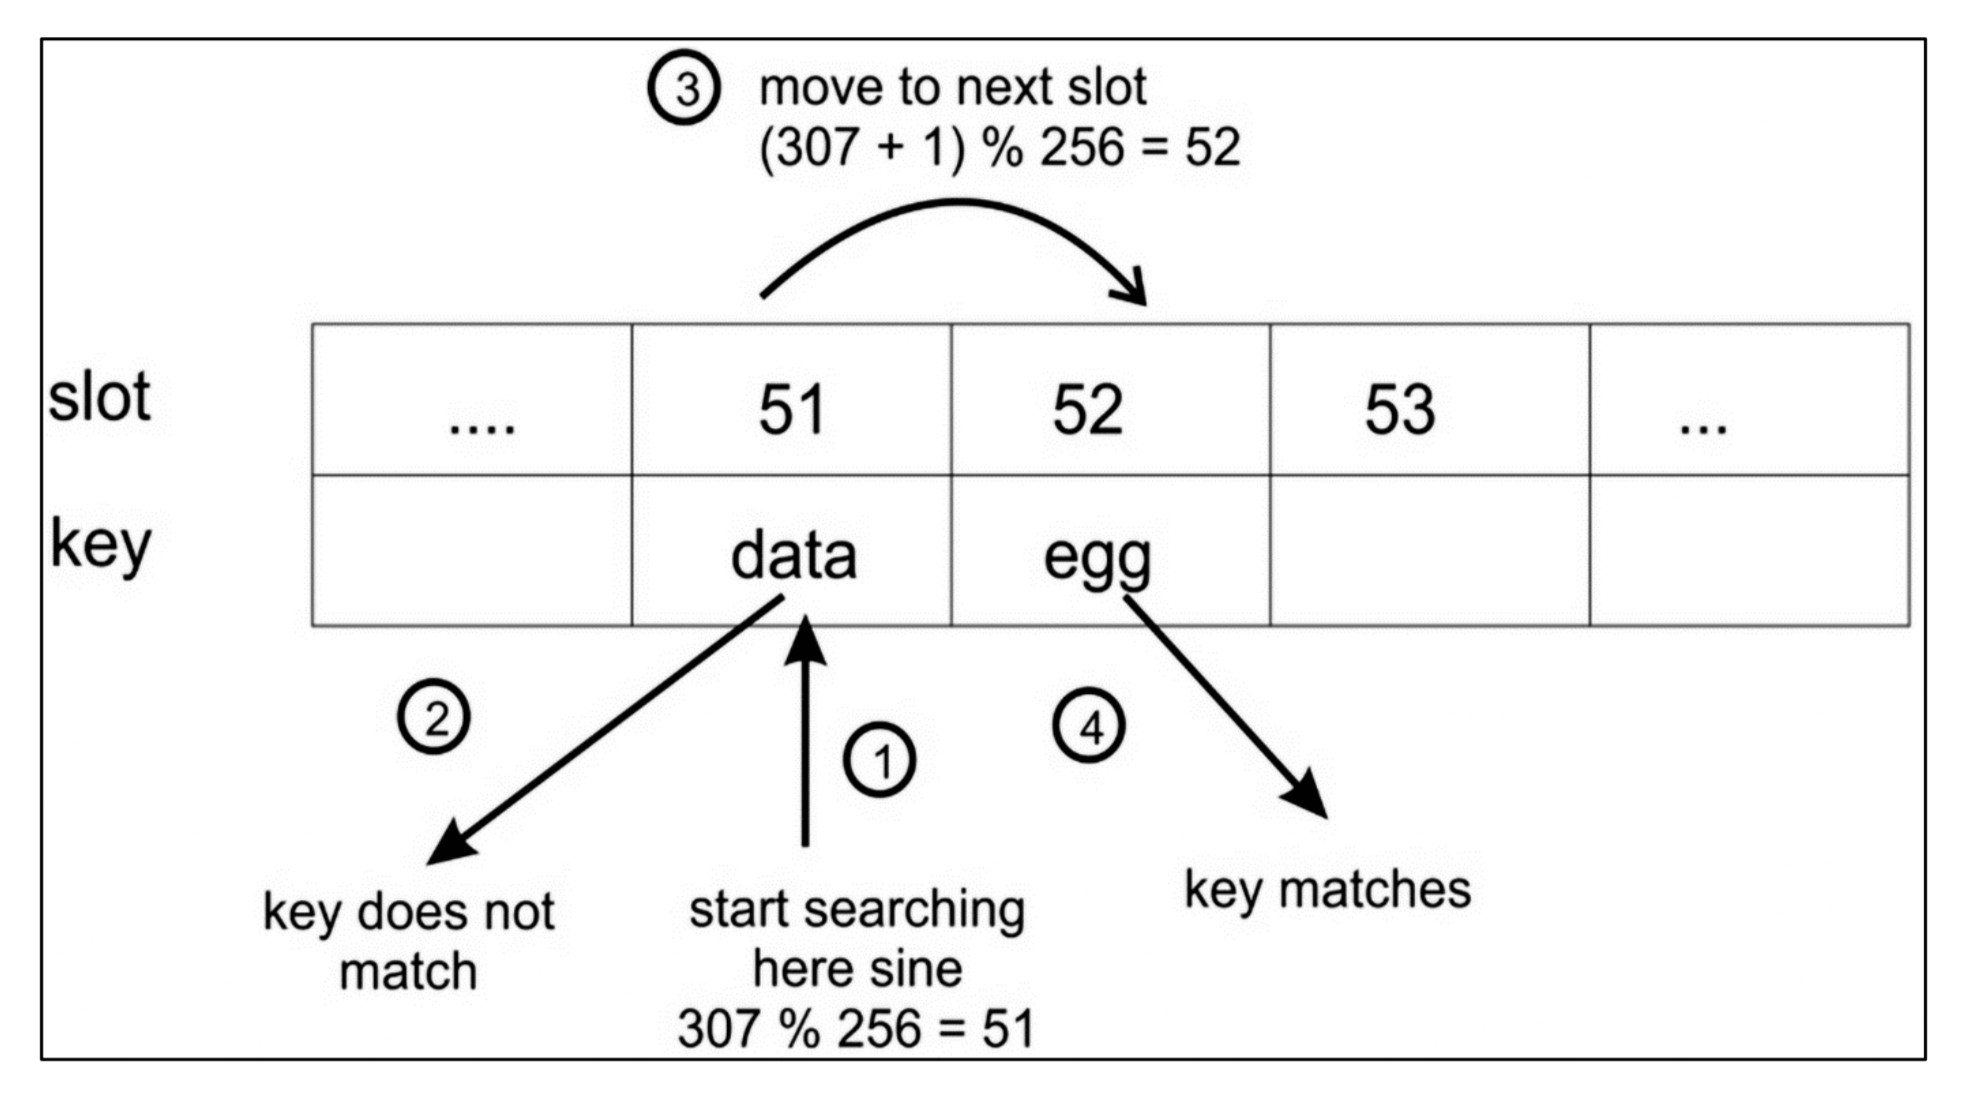 3
move to next slot
(307 + 1) % 256 = 52
slot
.... 51 52 53 ...
key
data egg
2
1
4
key does not
match
start searching
here sine
307 % 256 = 51
key matches